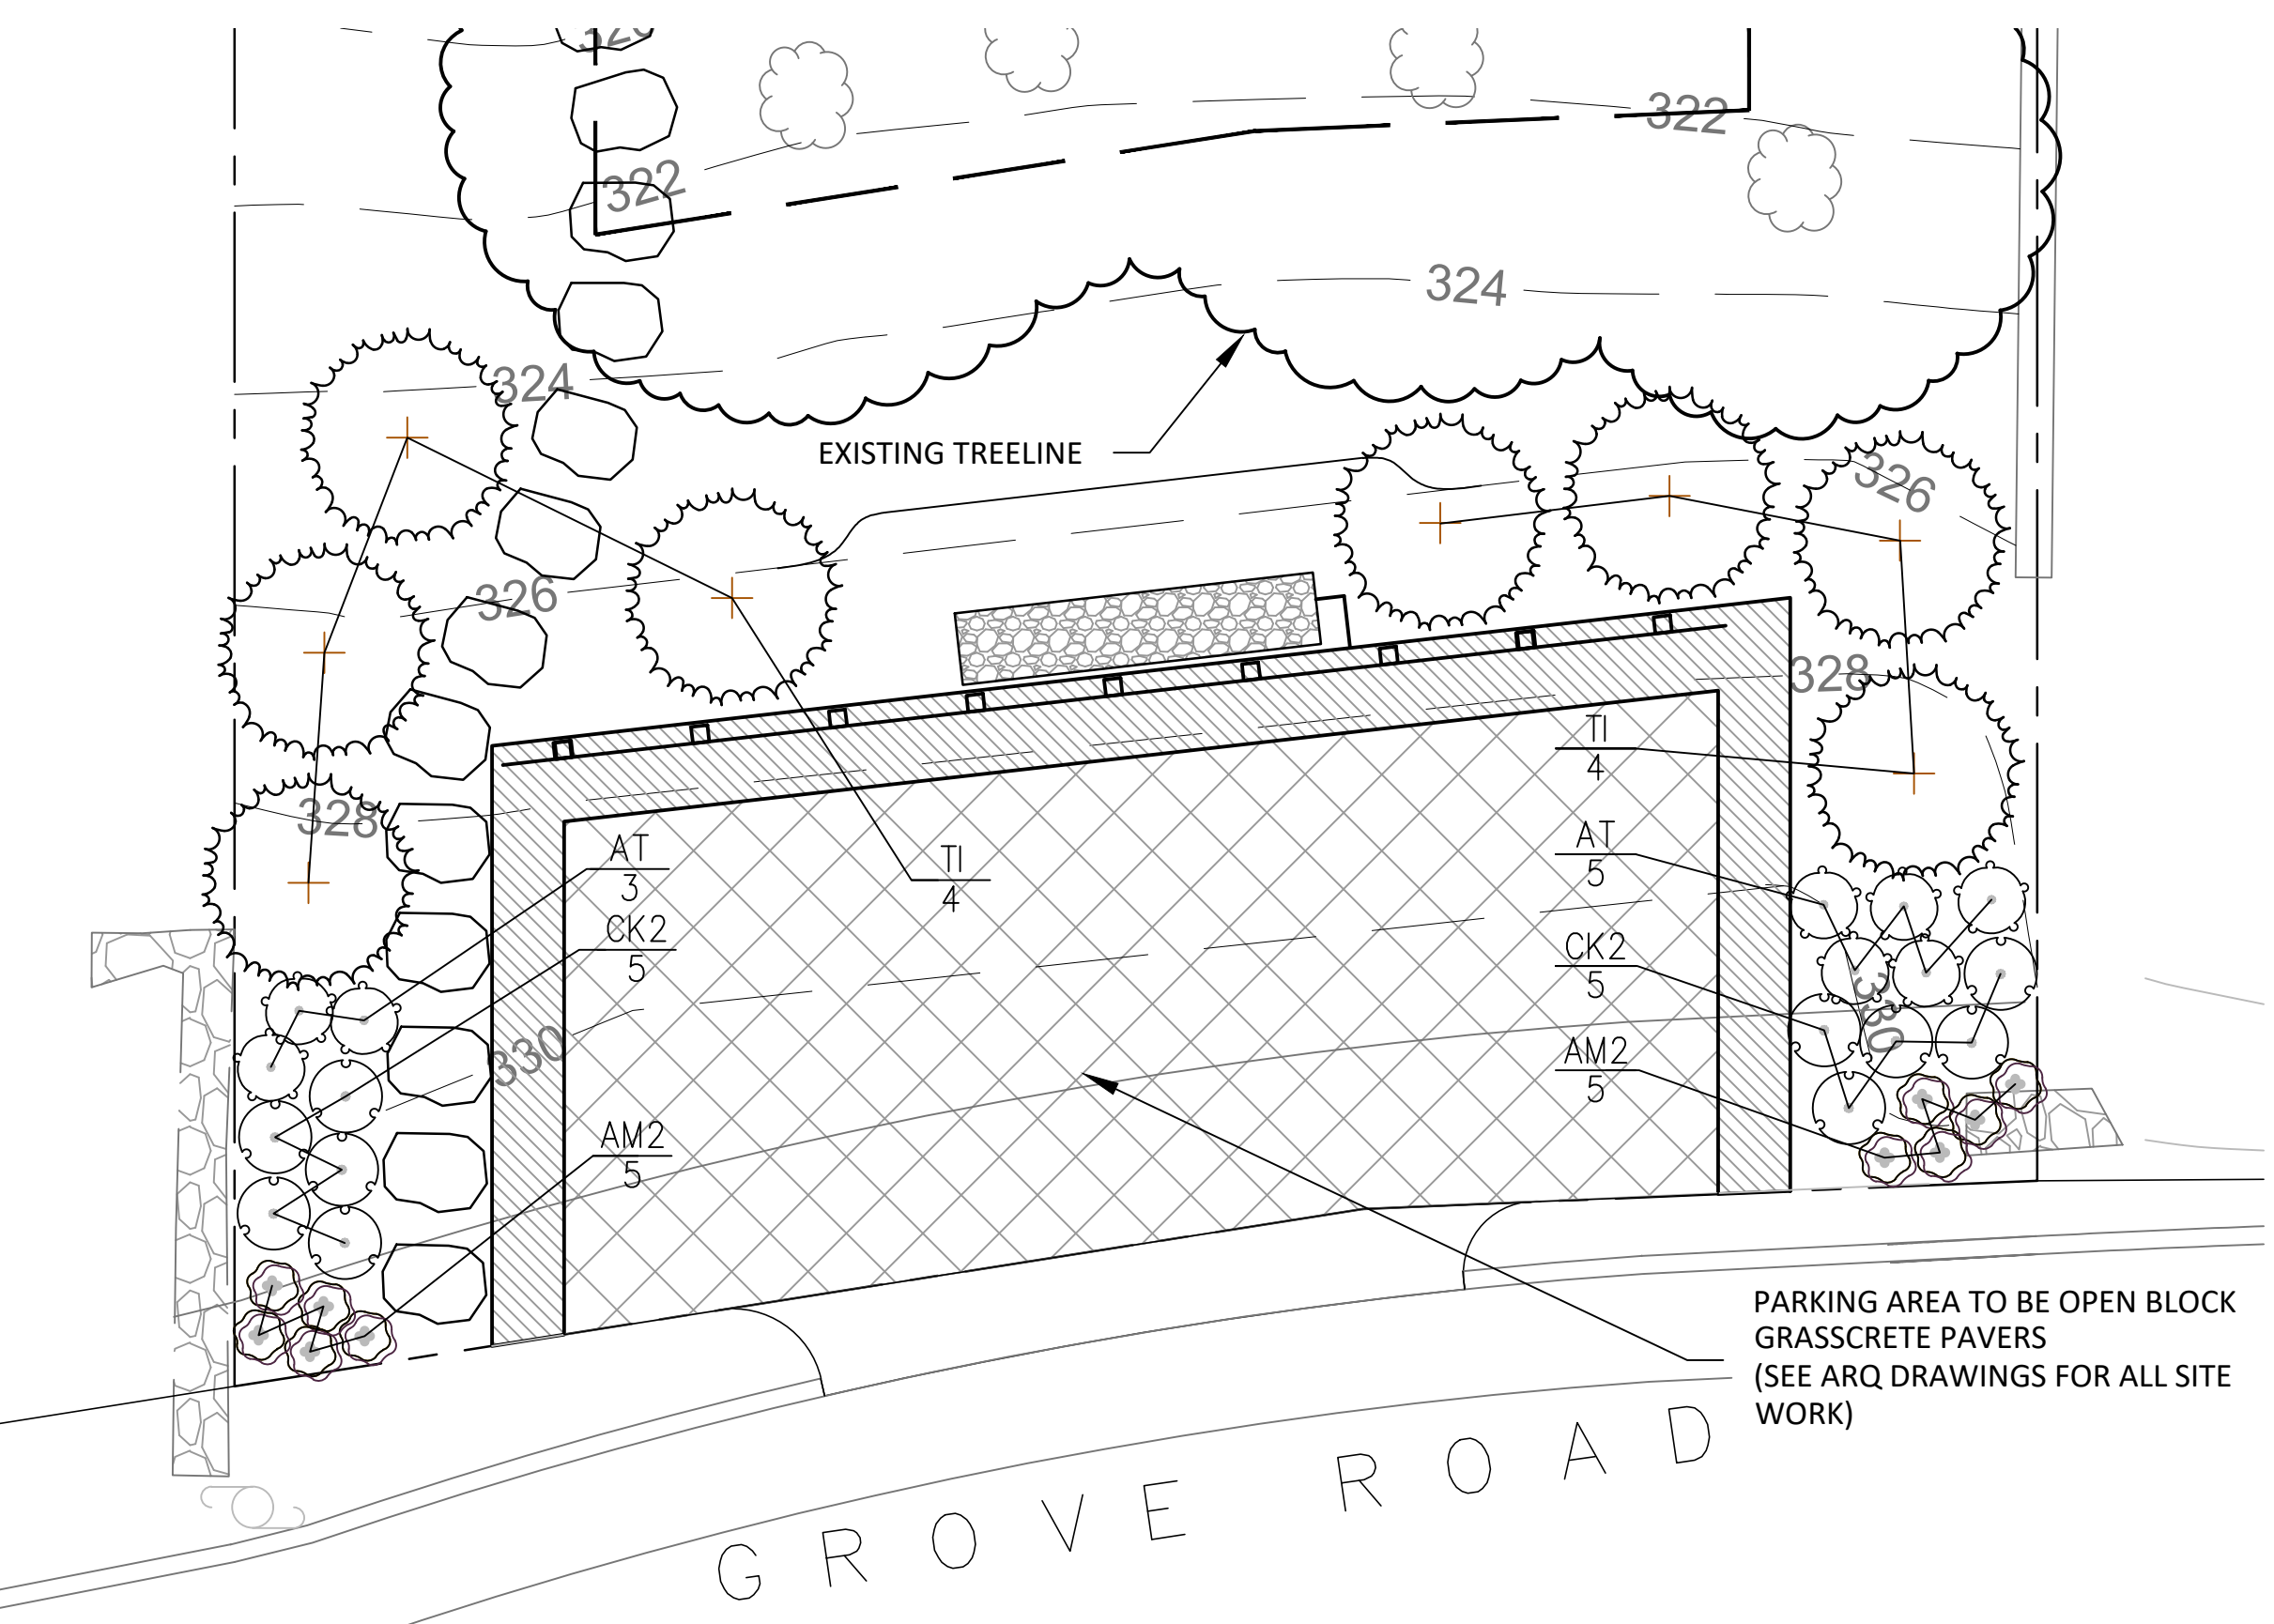 320
322
322
324
324
EXISTING TREELINE
326
326
328
328
TI
4
AT
5
AT
3
TI
4
CK2
5
CK2
5
330
330
AM2
5
AM2
5
PARKING AREA TO BE OPEN BLOCK
GRASSCRETE PAVERS
(SEE ARQ DRAWINGS FOR ALL SITE
WORK)
GROVE ROAD